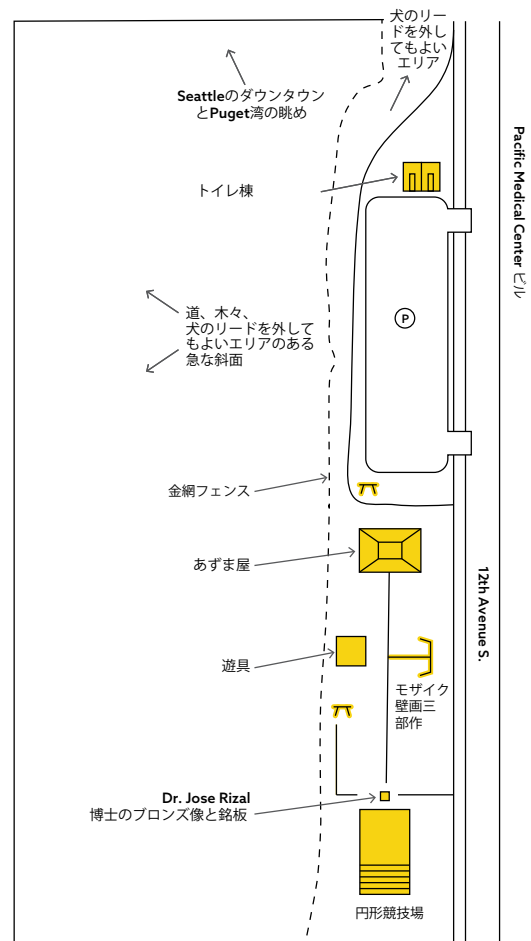 犬のリー
ドを外し
てもよい
エリア
Seattleのダウンタウン
とPuget湾の眺め
トイレ棟
Pacific Medical Center ビル
P
道、木々、
犬のリードを外して
もよいエリアのある
急な斜面
金網フェンス
あずま屋
12th Avenue S.
遊具
モザイク
壁画三
部作
Dr. Jose Rizal
博士のブロンズ像と銘板
円形競技場